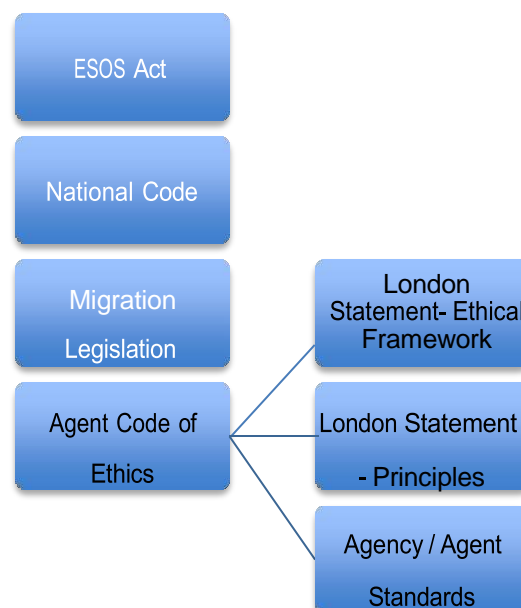 ESOS Act
National Code
Migration
Legislation
Agent Code of
Ethics
London
Statement- Ethical
Framework
London Statement
- Principles
Agency / Agent
Standards